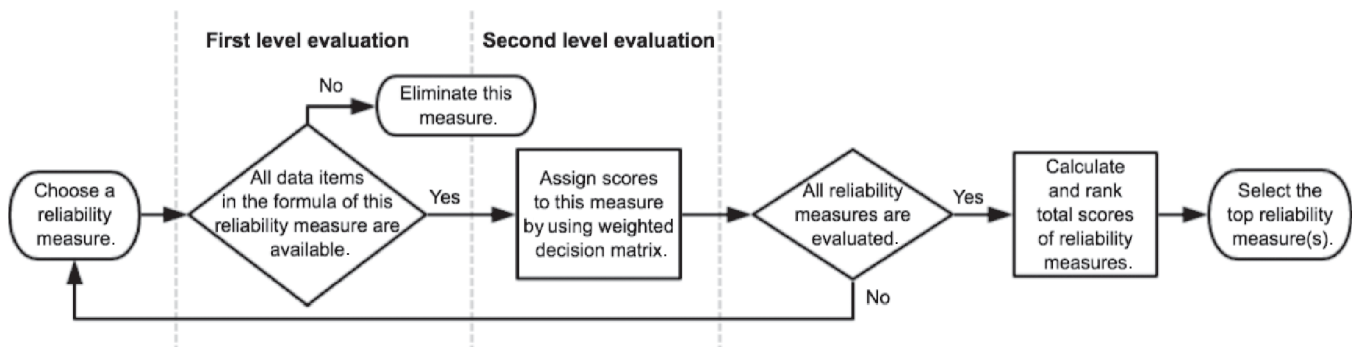 First level evaluation
Second level evaluation
No
Eliminate this
measure.
Choose a
reliability
measure.
All data items
in the formula of this
reliability measure are
available.
Yes
Assign scores
to this measure
by using weighted
decision matrix.
All reliability
measures are
evaluated.
Yes
No
Calculate
and rank
total scores
of reliability
measures.
Select the
top reliability
measure(s).